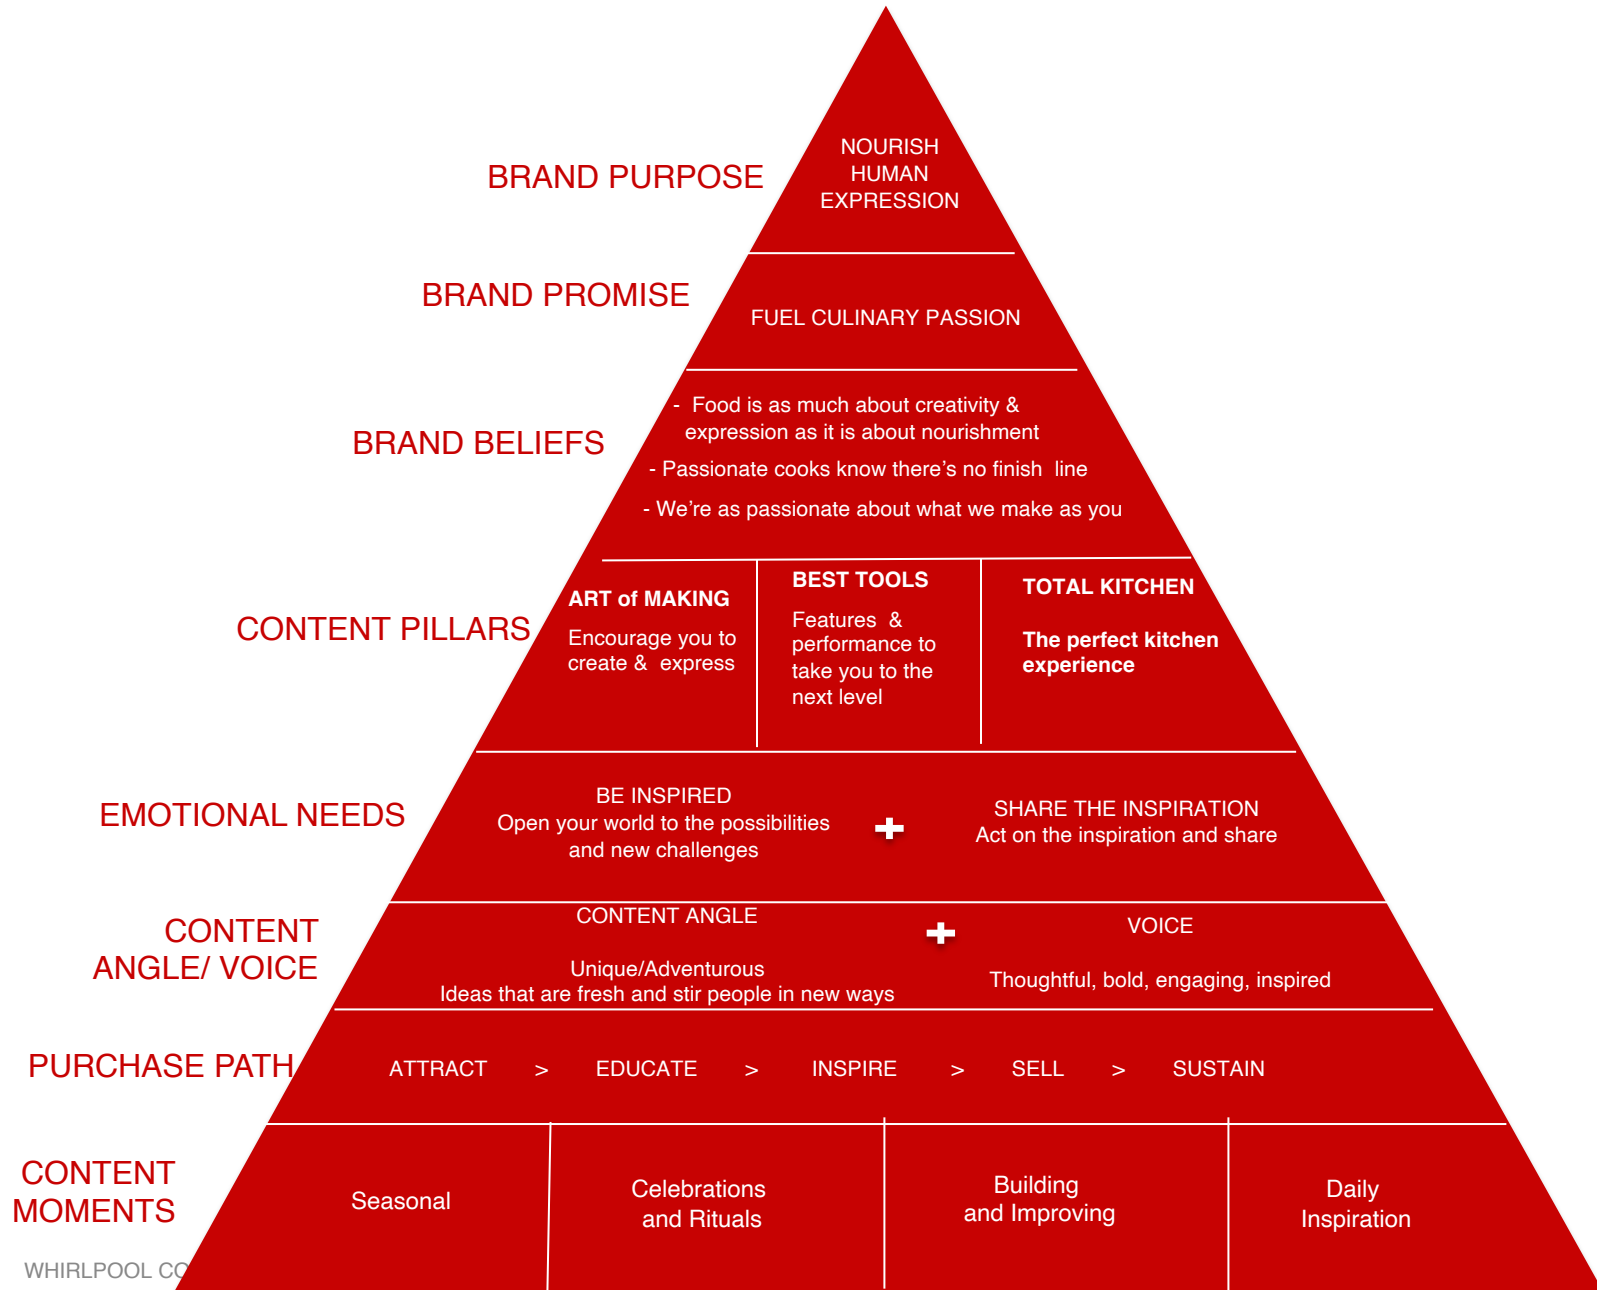 BRAND PURPOSE
NOURISH
HUMAN
EXPRESSION
BRAND PROMISE
FUEL CULINARY PASSION
BRAND BELIEFS
- Food is as much about creativity &
expression as it is about nourishment
- Passionate cooks know there's no finish line
- We're as passionate about what we make as you
CONTENT PILLARS
ART of MAKING
Encourage you to
create & express
BEST TOOLS
Features &
performance to
take you to the
next level
TOTAL KITCHEN
The perfect kitchen
experience
EMOTIONAL NEEDS
BE INSPIRED
Open your world to the possibilities
and new challenges
+
SHARE THE INSPIRATION
Act on the inspiration and share
CONTENT
ANGLE/ VOICE
CONTENT ANGLE
Unique/Adventurous
Ideas that are fresh and stir people in new ways
+
VOICE
Thoughtful, bold, engaging, inspired
PURCHASE PATH
ATTRACT > EDUCATE > INSPIRE > SELL > SUSTAIN
CONTENT
MOMENTS
Seasonal
Celebrations
and Rituals
Building
and Improving
Daily
Inspiration
WHIRLPOOL